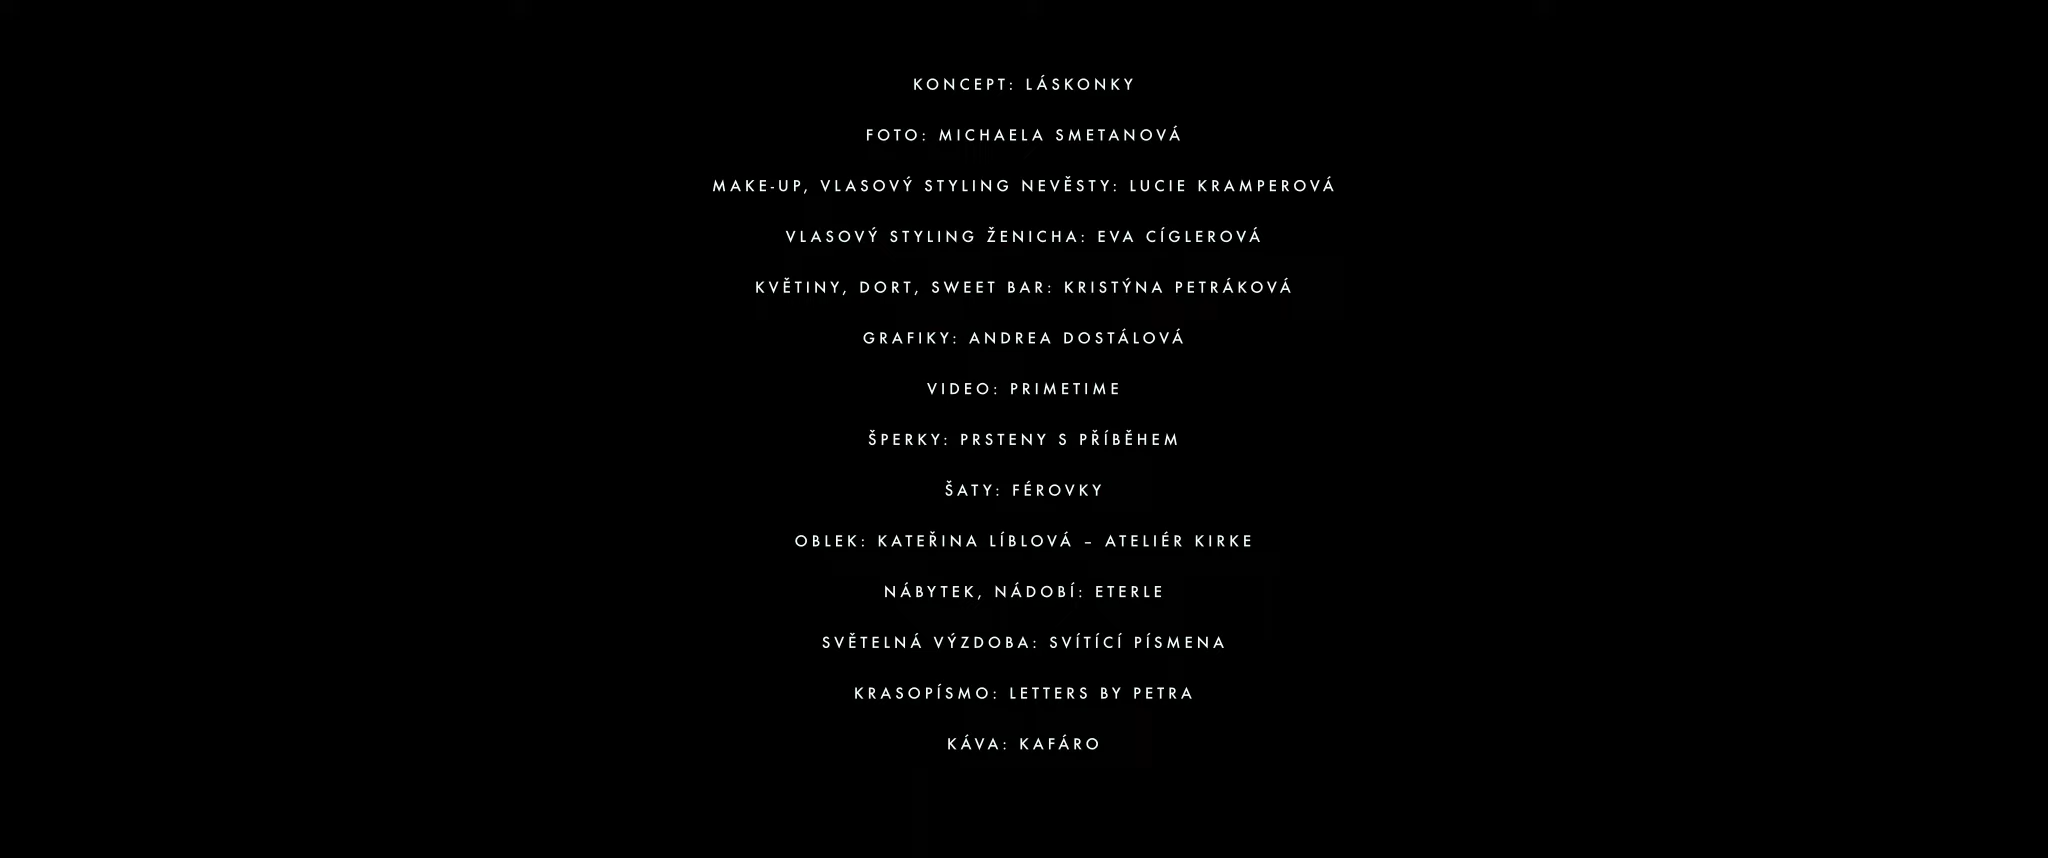 KONCEPT: LÁSKONKY
FOTO: MICHAELA SMETANOVÁ
MAKE-UP, VLASOVÝ STYLING NEVĚSTY: LUCIE KRAMPEROVÁ
VLASOVÝ STYLING ŽENICHA: EVA CÍGLEROVÁ
KVĚTINY, DORT, SWEET BAR: KRISTÝNA PETRÁKOVÁ
GRAFIKY: ANDREA DOSTÁLOVÁ
VIDEO: PRIMETIME
ŠPERKY: PRSTENY S PŘÍBĚHEM
ŠATY: FÉROVKY
OBLEK: KATEŘINA LÍBLOVÁ – ATELIÉR KIRKE
NÁBYTEK, NÁDOBÍ: ETERLE
SVĚTELNÁ VÝZDOBA: SVÍTÍCÍ PÍSMENA
KRASOPÍSMO: LETTERS BY PETRA
KÁVA: KAFÁRO